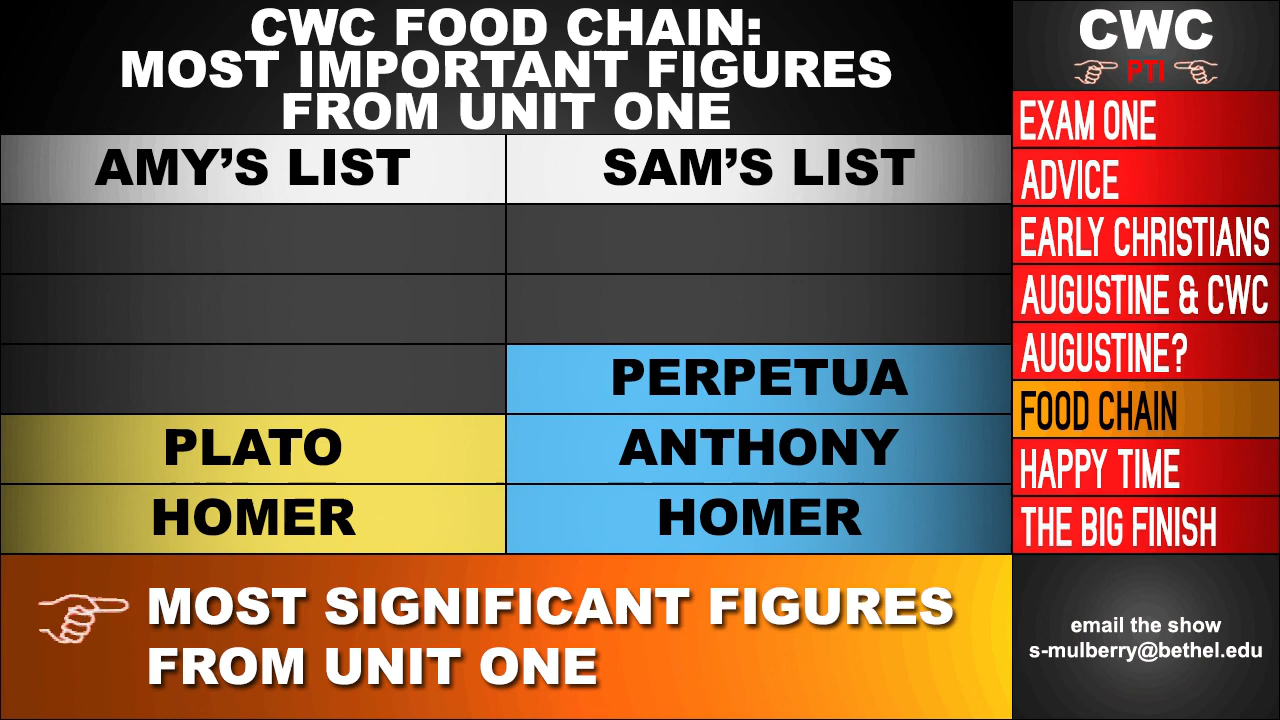 CWC FOOD CHAIN:
MOST IMPORTANT FIGURES
FROM UNIT ONE
AMY'S LIST
SAM'S LIST
PERPETUA
PLATO
ANTHONY
HOMER
HOMER
MOST SIGNIFICANT FIGURES
FROM UNIT ONE
CWC
PTI
EXAM ONE
ADVICE
EARLY CHRISTIANS
AUGUSTINE & CWC
AUGUSTINE?
FOOD CHAIN
HAPPY TIME
THE BIG FINISH
email the show
s-mulberry@bethel.edu